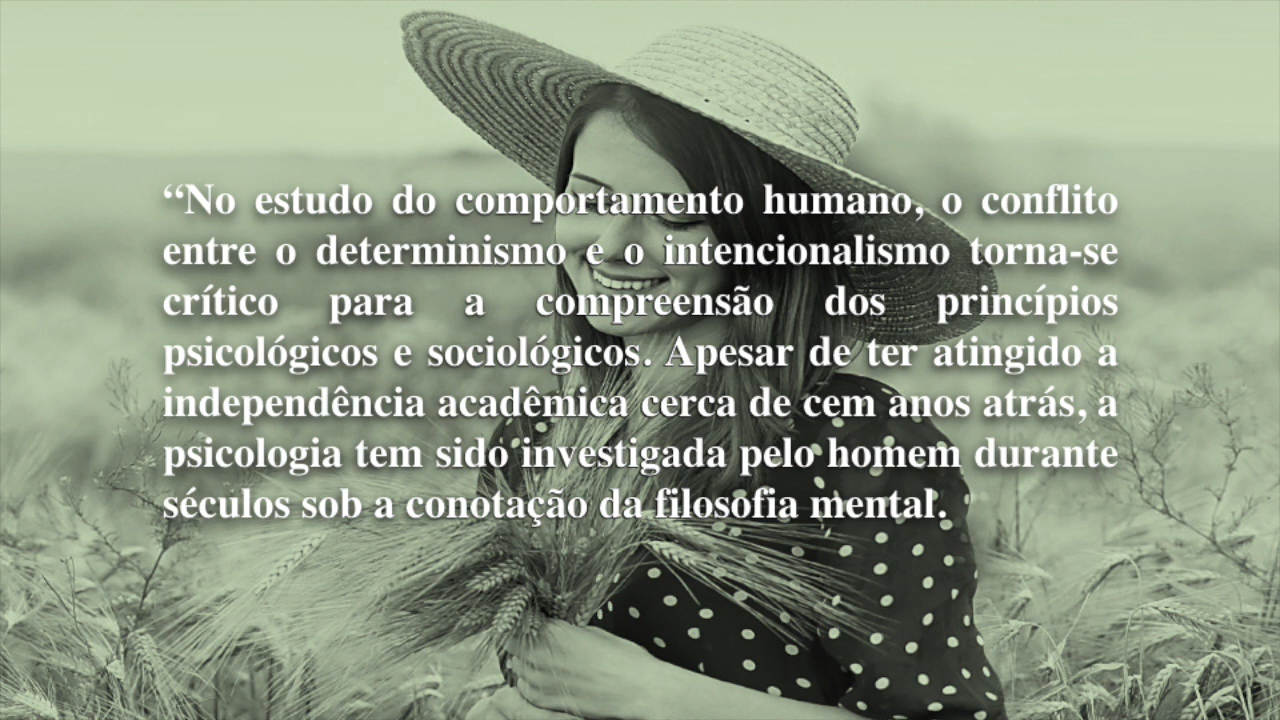 “No estudo do comportamento humano, o conflito
entre o determinismo e o intencionalismo torna-se
crítico para a compreensão dos princípios
psicológicos e sociológicos. Apesar de ter atingido a
independência acadêmica cerca de cem anos atrás, a
psicologia tem sido investigada pelo homem durante
séculos sob a conotação da filosofia mental.